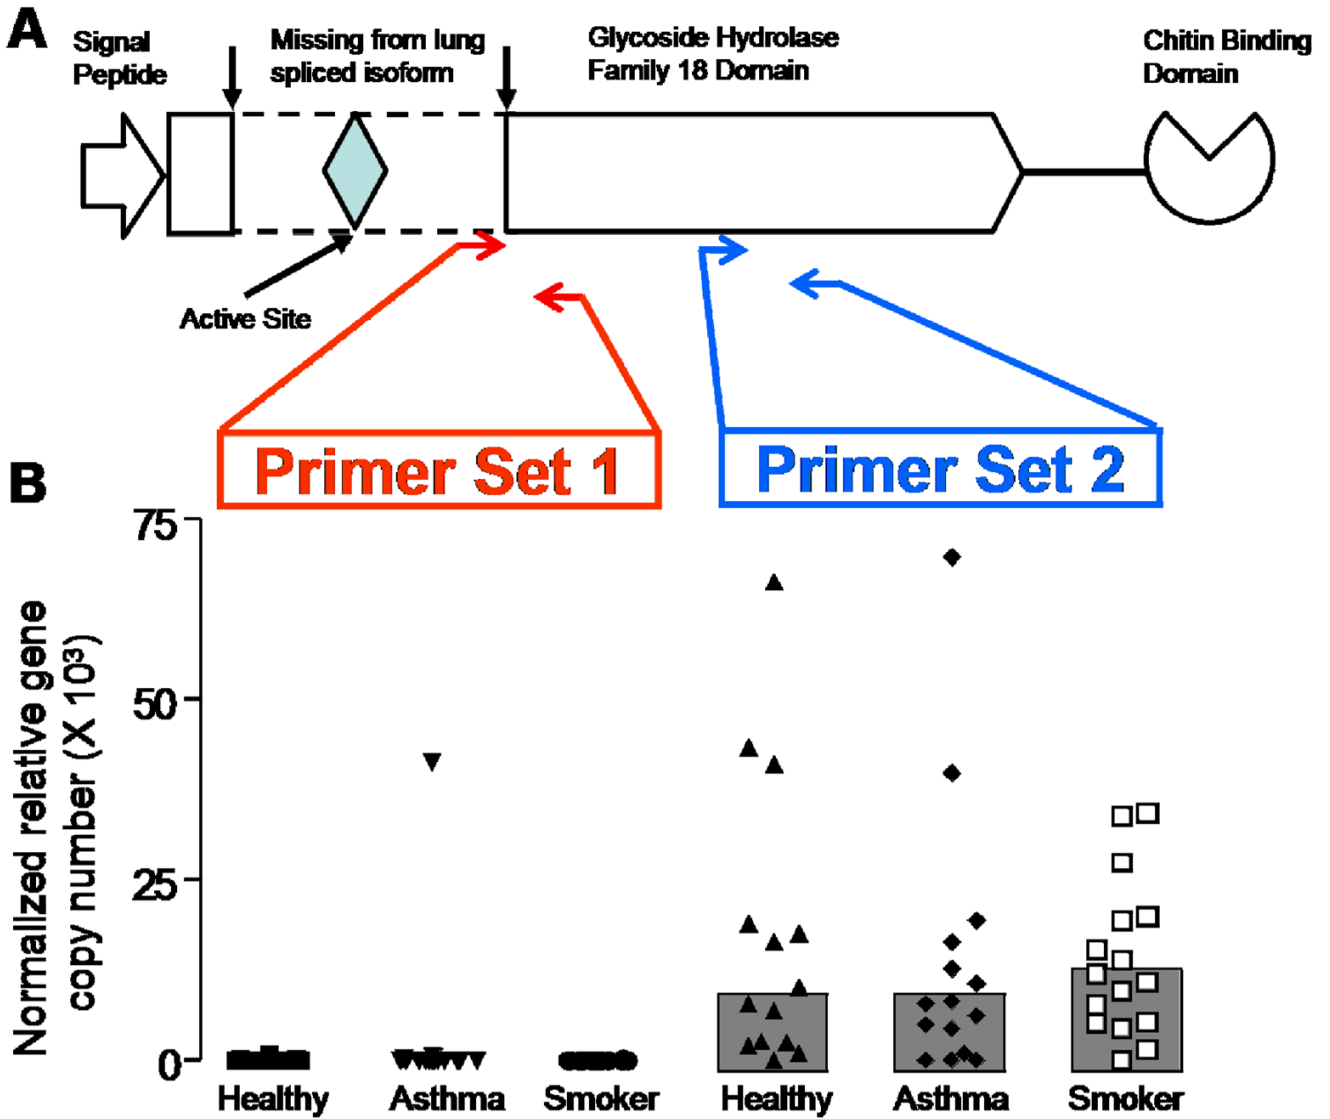 A
Signal
Peptide
Missing from lung
spliced isoform
Glycoside Hydrolase
Family 18 Domain
Chitin Binding
Domain
Active Site
Primer Set 1
Primer Set 2
B
Normalized relative gene
copy number (X 10³)
75
50
25
0
Healthy
Asthma
Smoker
Healthy
Asthma
Smoker